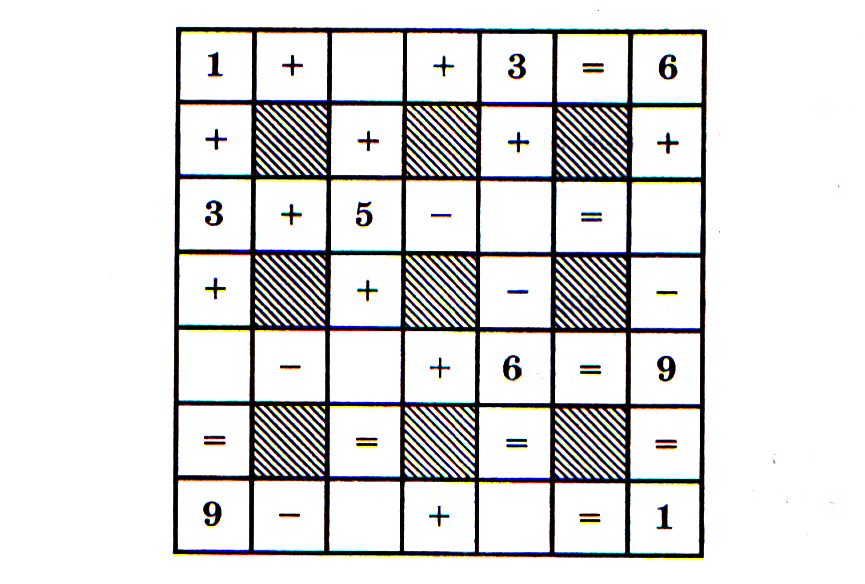 1 + + 3 = 6
+ + + +
3 + 5 − =
+ + − −
− + 6 = 9
= = = =
9 − + = 1